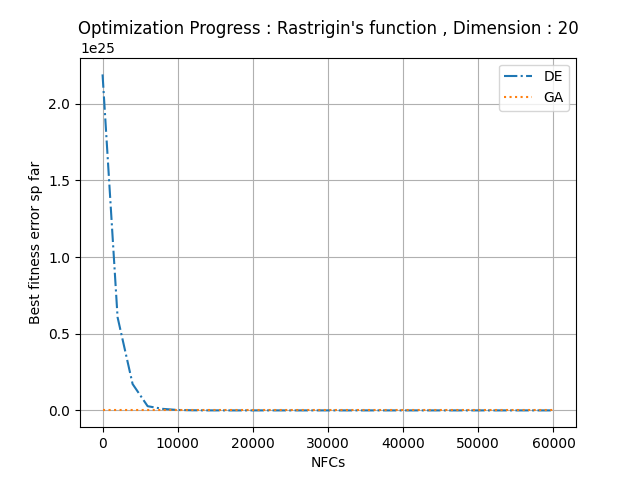 Optimization Progress : Rastrigin's function , Dimension : 20
1e25
DE
GA
2.0
1.5
1.0
0.5
0.0
Best fitness error sp far
0 10000 20000 30000 40000 50000 60000
NFCs